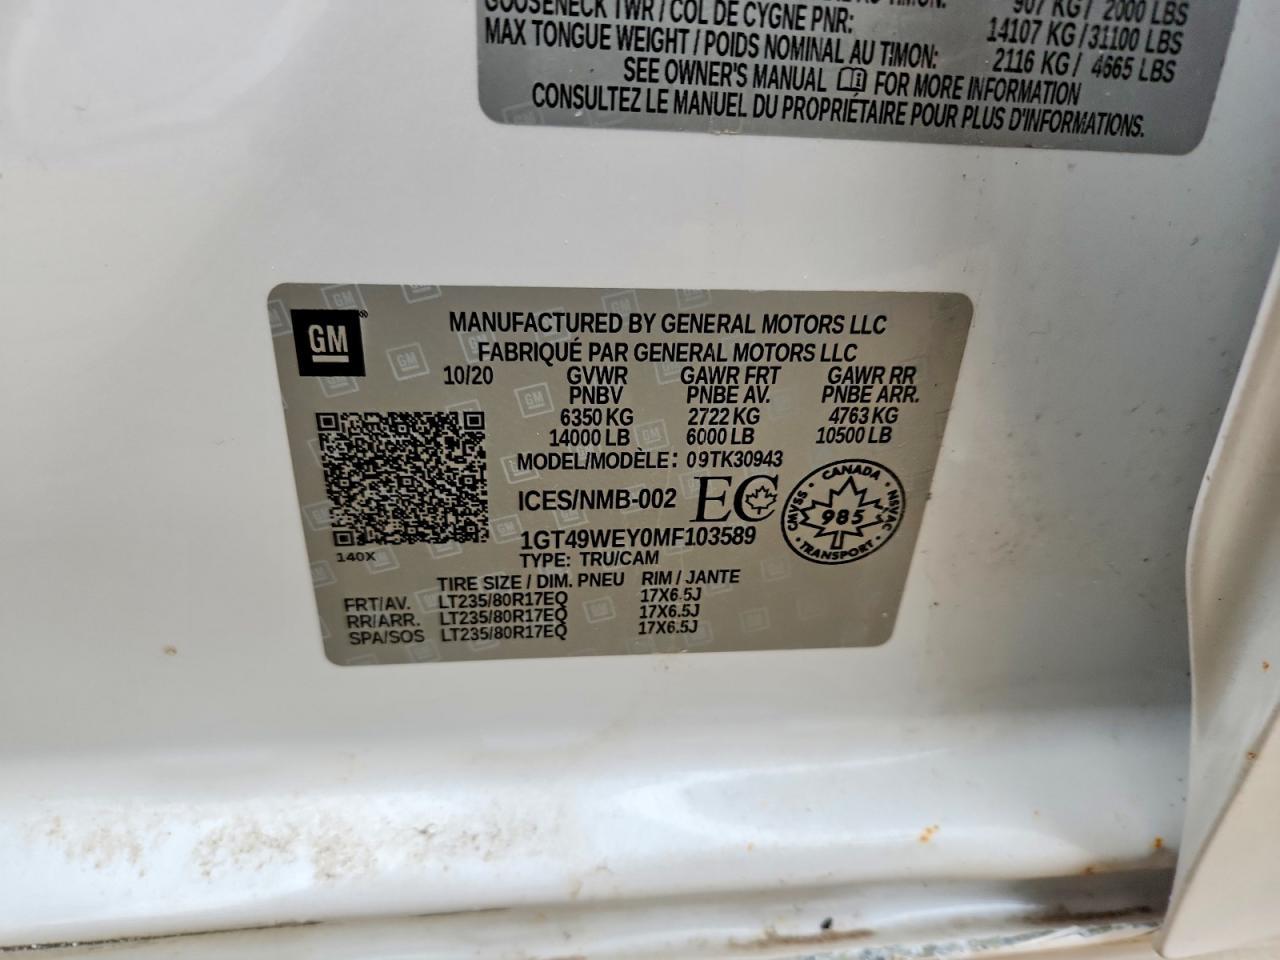 907 KG / 2000 LBS
GOOSENECK TWR / COL DE CYGNE PNR: 14107 KG / 31100 LBS
MAX TONGUE WEIGHT / POIDS NOMINAL AU TIMON: 2116 KG / 4665 LBS
SEE OWNER'S MANUAL FOR MORE INFORMATION
CONSULTEZ LE MANUEL DU PROPRIÉTAIRE POUR PLUS D'INFORMATIONS.
GM®
MANUFACTURED BY GENERAL MOTORS LLC
FABRIQUÉ PAR GENERAL MOTORS LLC
10/20 GVWR GAWR FRT GAWR RR
PNBV PNBE AV. PNBE ARR.
6350 KG 2722 KG 4763 KG
14000 LB 6000 LB 10500 LB
MODEL/MODÈLE: 09TK30943
ICES/NMB-002 EC
CANADA CMVSS 985 NSVAC TRANSPORT
1GT49WEY0MF103589
140X
TYPE: TRU/CAM
TIRE SIZE / DIM. PNEU RIM / JANTE
FRT/AV. LT235/80R17EQ 17X6.5J
RR/ARR. LT235/80R17EQ 17X6.5J
SPA/SOS LT235/80R17EQ 17X6.5J